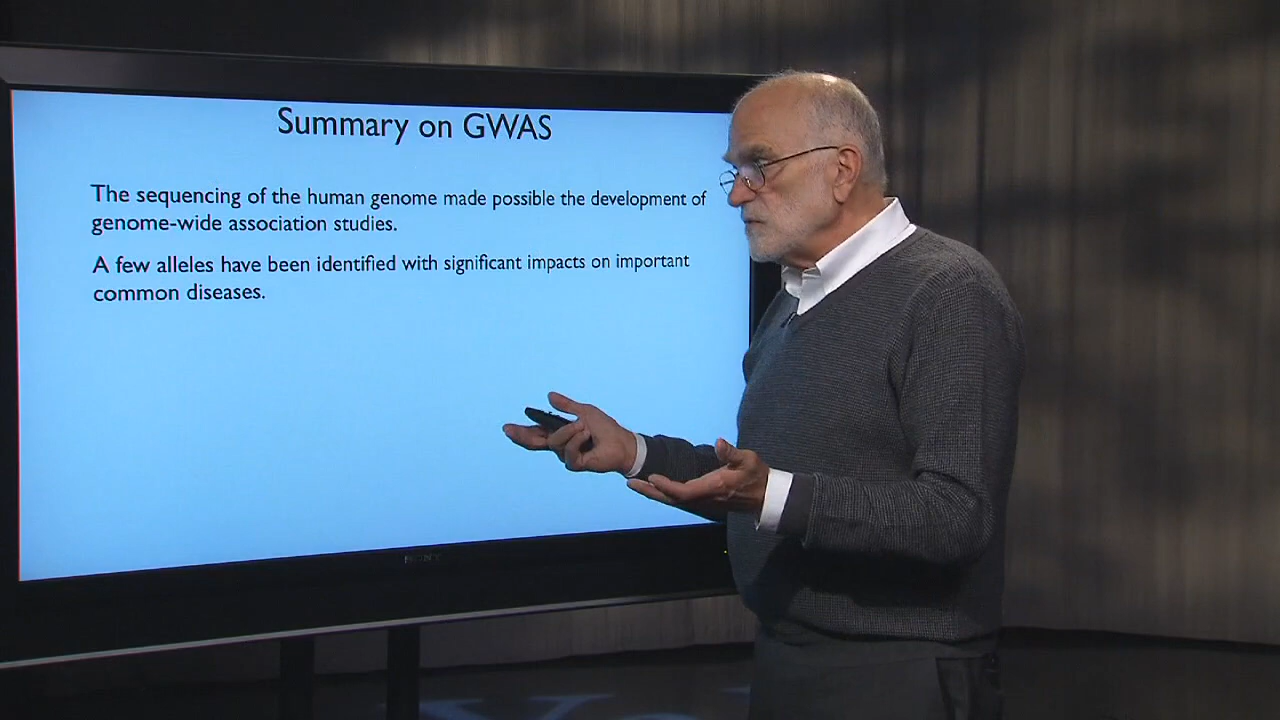 Summary on GWAS
The sequencing of the human genome made possible the development of
genome-wide association studies.
A few alleles have been identified with significant impacts on important
common diseases.
SONY